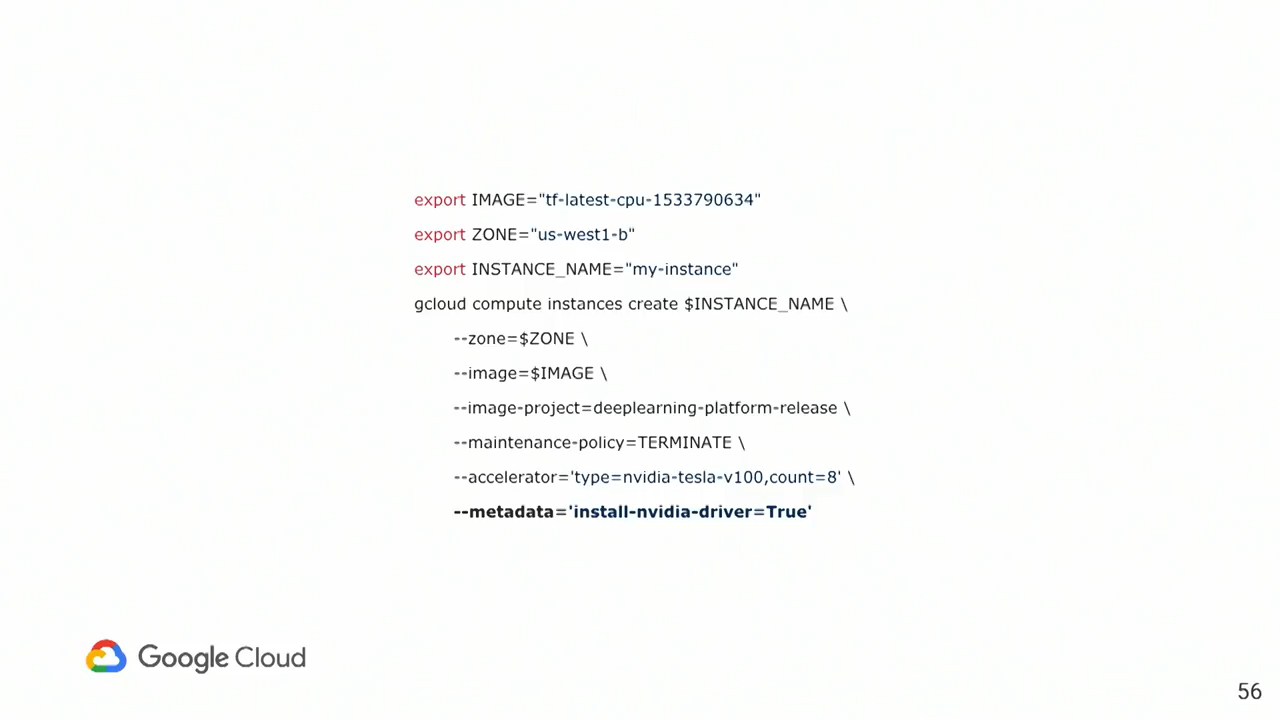 export IMAGE="tf-latest-cpu-1533790634"
export ZONE="us-west1-b"
export INSTANCE_NAME="my-instance"
gcloud compute instances create $INSTANCE_NAME \
--zone=$ZONE \
--image=$IMAGE \
--image-project=deeplearning-platform-release \
--maintenance-policy=TERMINATE \
--accelerator='type=nvidia-tesla-v100,count=8' \
--metadata='install-nvidia-driver=True'
Google Cloud
56